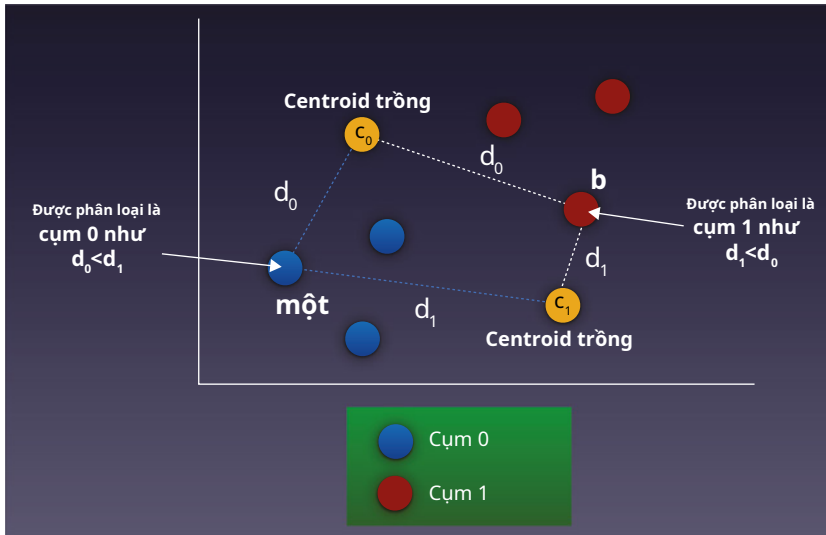 Centroid trồng
C₀
d₀
b
d₀
Được phân loại là
cụm 0 như
d₀<d₁
Được phân loại là
cụm 1 như
d₁<d₀
d₁
một
d₁
C₁
Centroid trồng
Cụm 0
Cụm 1